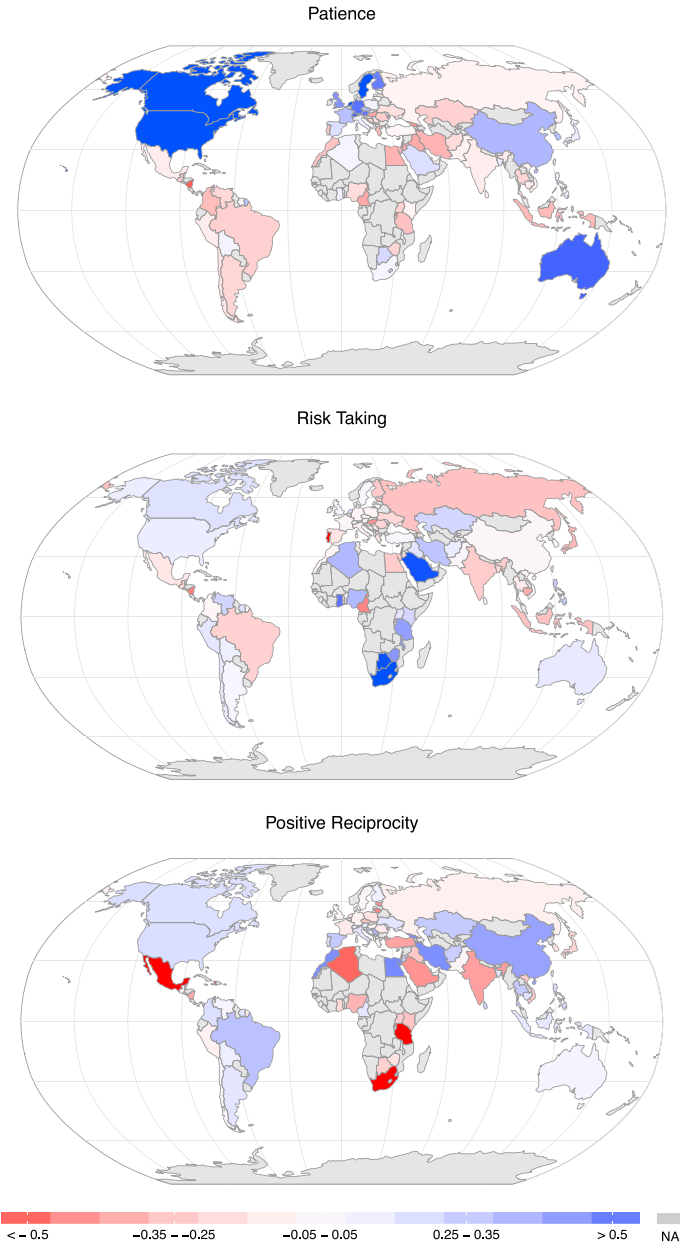 Patience
Risk Taking
Positive Reciprocity
< − 0.5 −0.35 − −0.25 −0.05 − 0.05 0.25 − 0.35 > 0.5 NA